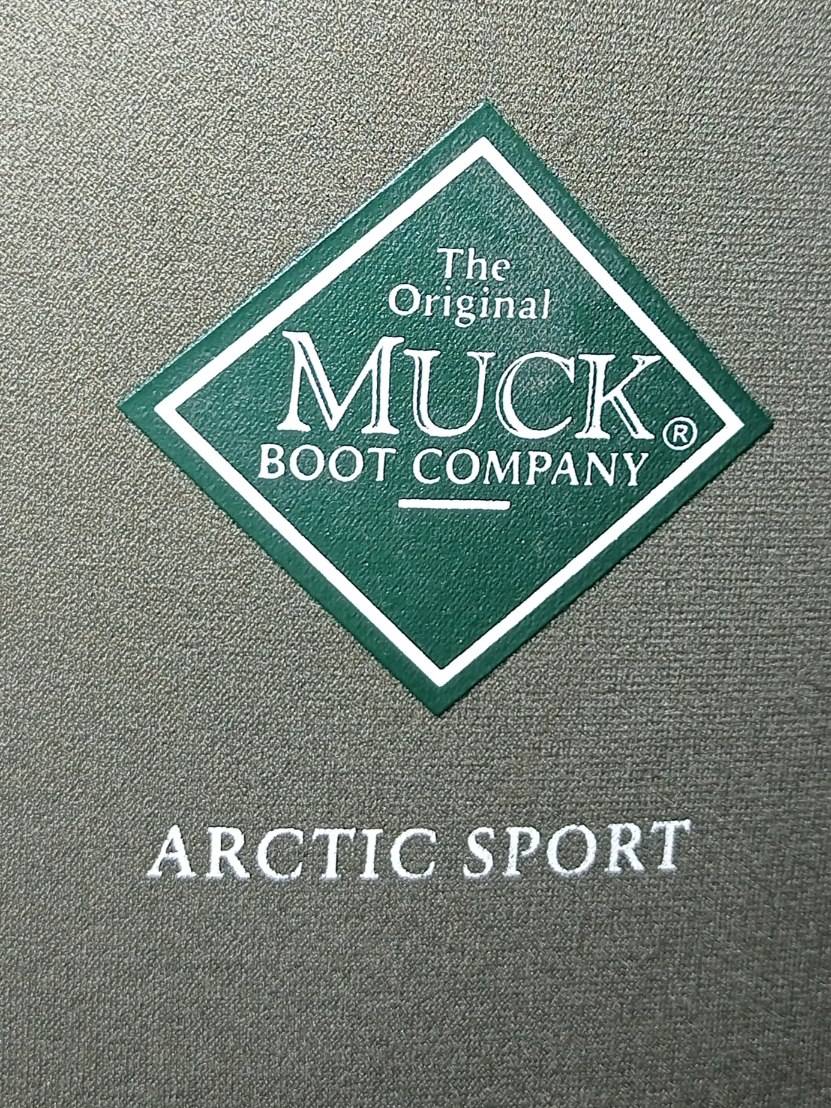 The
Original
MUCK®
BOOT COMPANY
ARCTIC SPORT